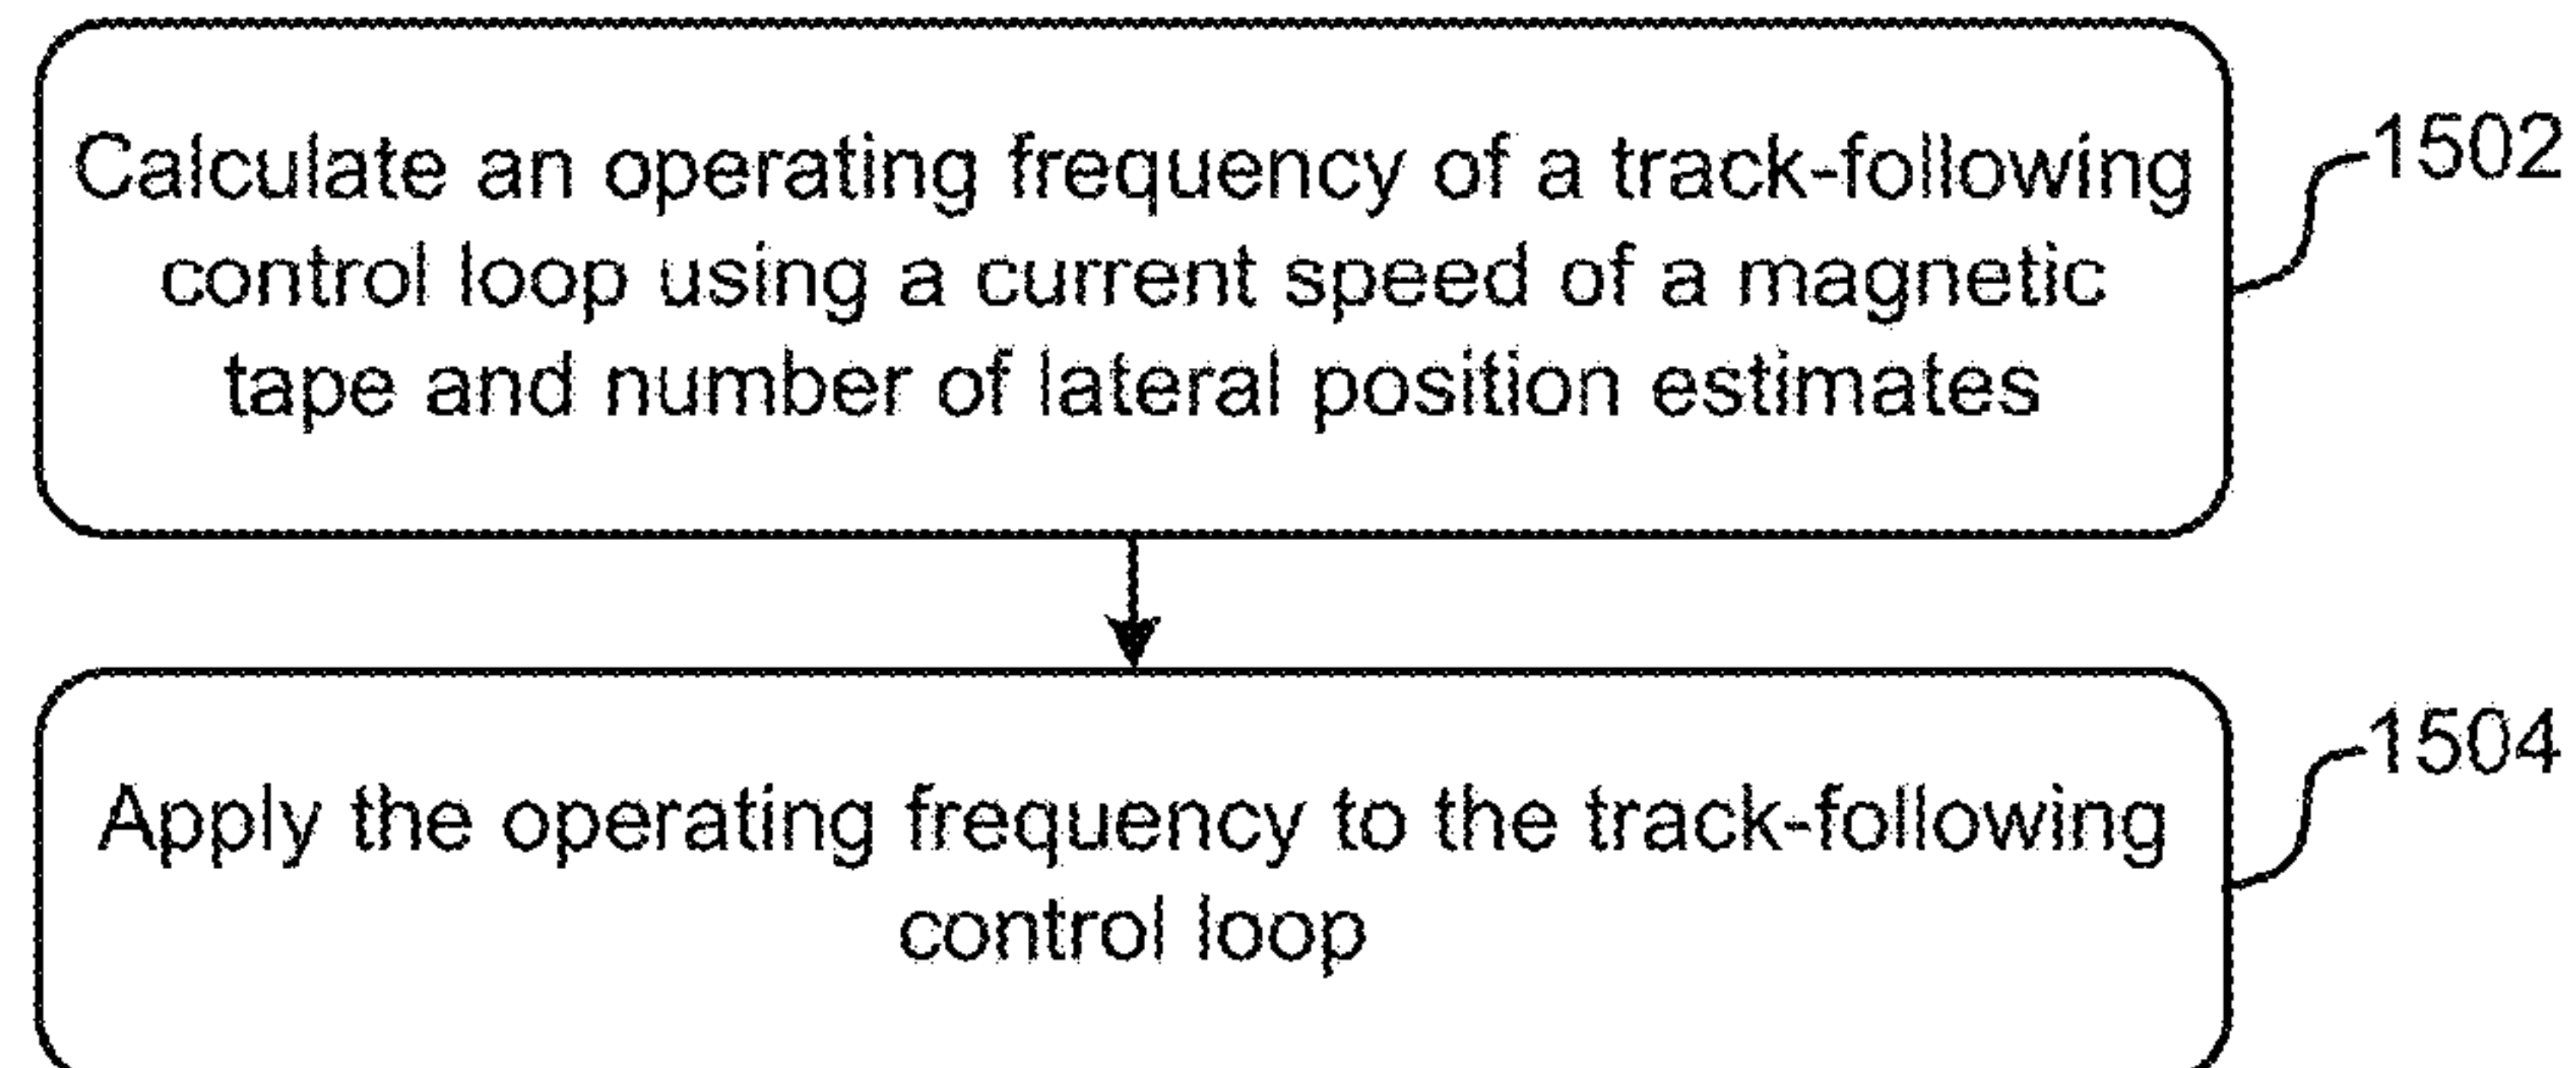 Calculate an operating frequency of a track-following
control loop using a current speed of a magnetic
tape and number of lateral position estimates
1502
Apply the operating frequency to the track-following
control loop
1504